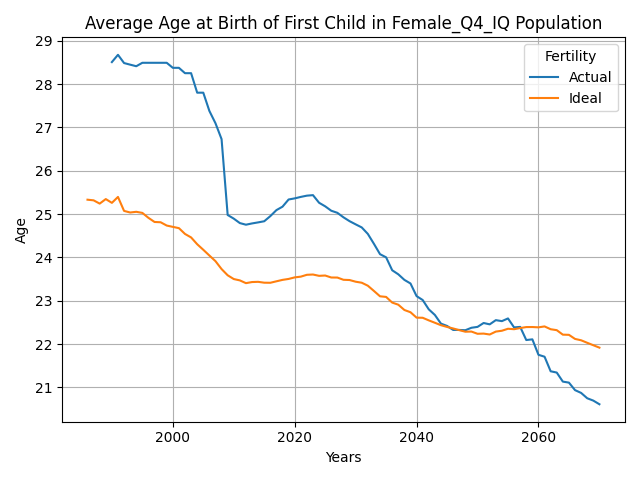 Average Age at Birth of First Child in Female_Q4_IQ Population
Fertility
Actual
Ideal
Age
29
28
27
26
25
24
23
22
21
2000
2020
2040
2060
Years